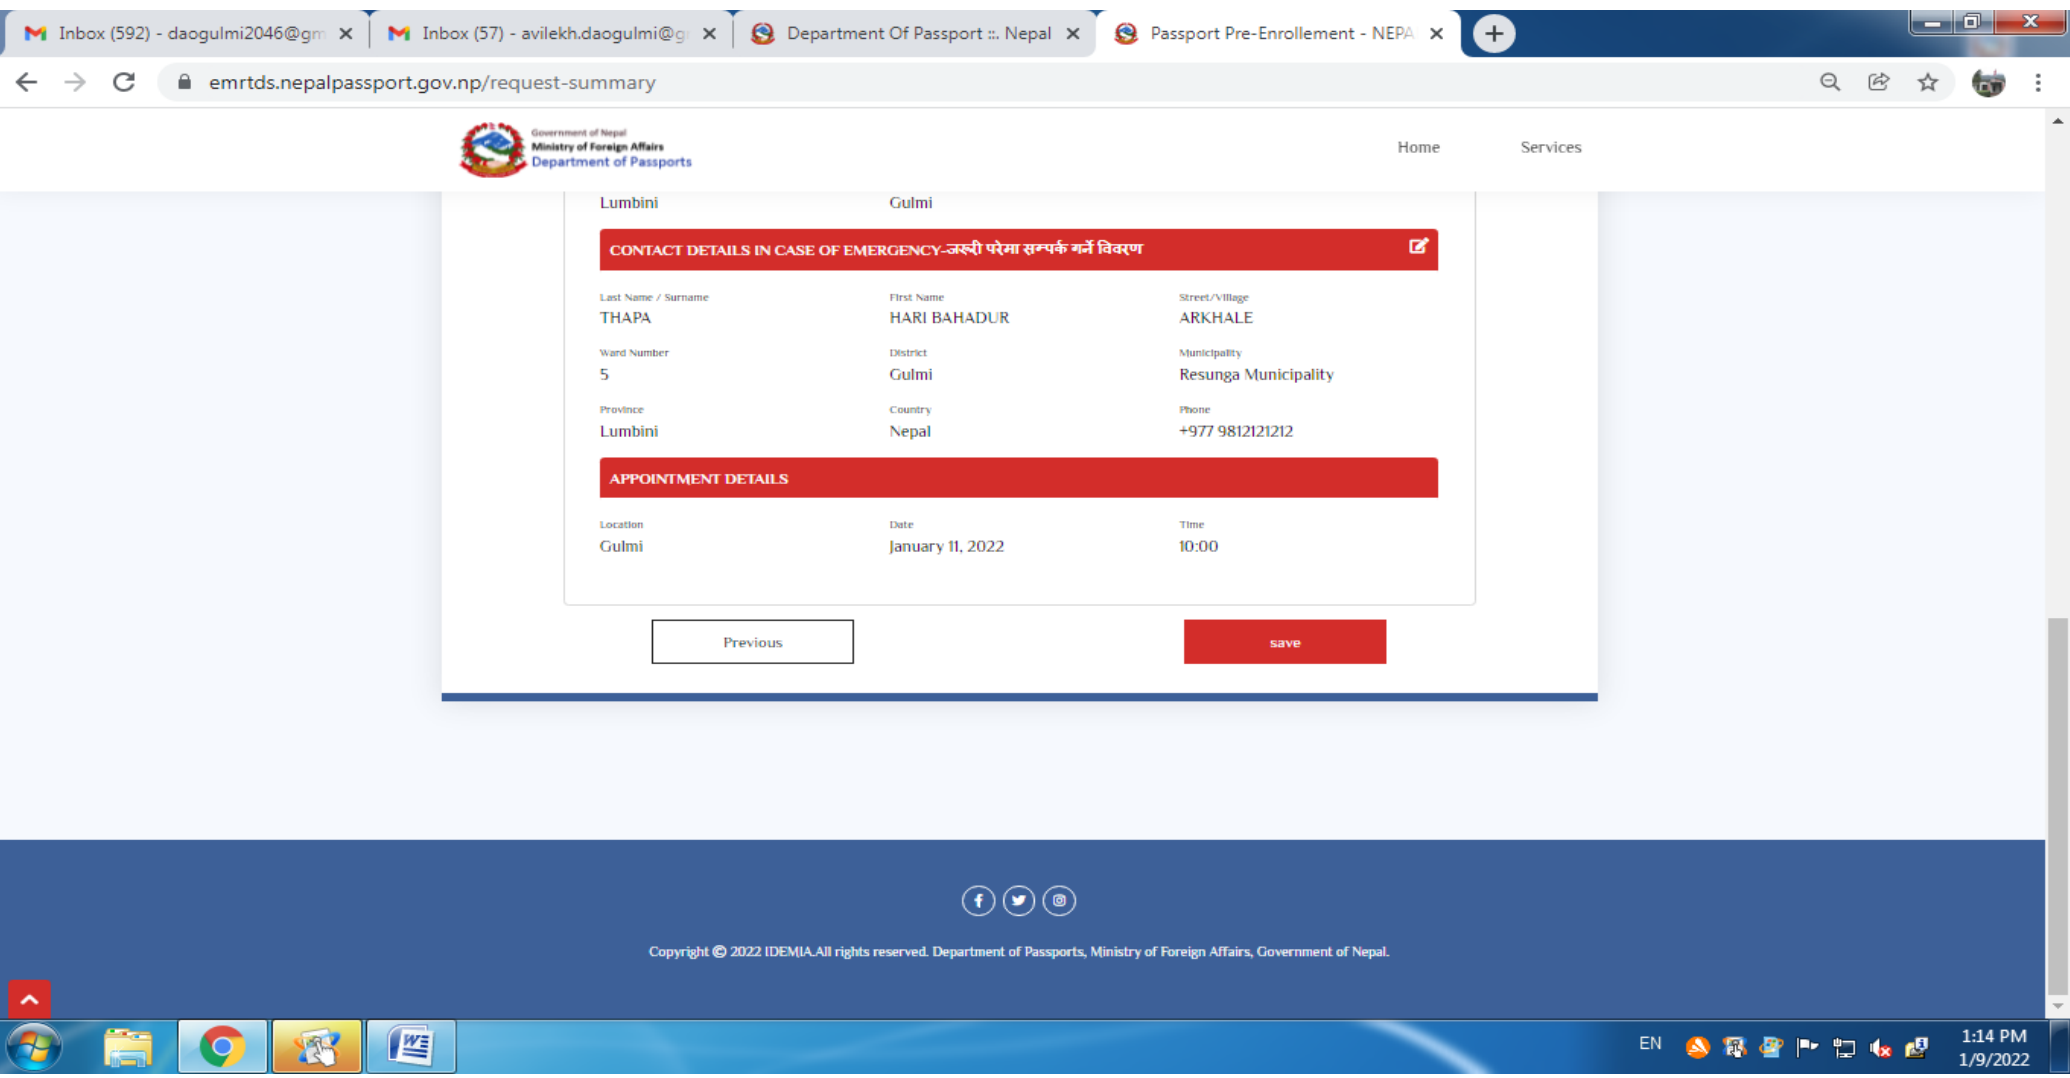 Inbox (592) - daogulmi2046@gm
Inbox (57) - avilekh.daogulmi@g
Department Of Passport ::. Nepal
Passport Pre-Enrollement - NEPA
emrtds.nepalpassport.gov.np/request-summary
Government of Nepal
Ministry of Foreign Affairs
Department of Passports
Home Services
Lumbini Gulmi
CONTACT DETAILS IN CASE OF EMERGENCY-जरूरी परेमा सम्पर्क गर्ने विवरण
Last Name / Surname First Name Street/Village
THAPA HARI BAHADUR ARKHALE
Ward Number District Municipality
5 Gulmi Resunga Municipality
Province Country Phone
Lumbini Nepal +977 9812121212
APPOINTMENT DETAILS
Location Date Time
Gulmi January 11, 2022 10:00
Previous save
Copyright © 2022 IDEMIA.All rights reserved. Department of Passports, Ministry of Foreign Affairs, Government of Nepal.
EN 1:14 PM
1/9/2022